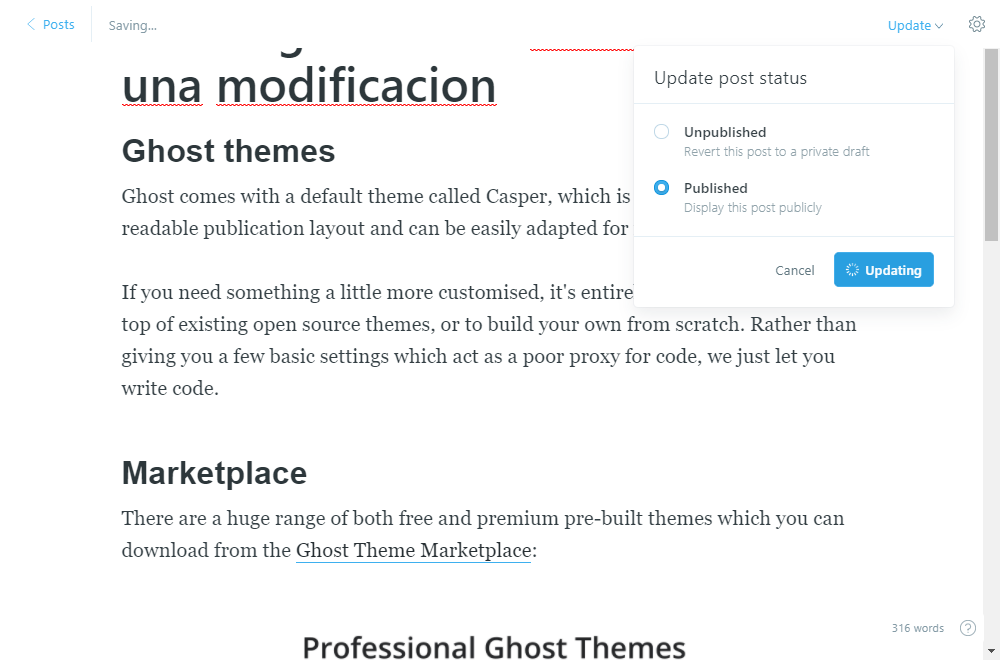 Posts
Saving...
Update
una modificacion
Update post status
Unpublished
Revert this post to a private draft
Published
Display this post publicly
Cancel
Updating
Ghost themes
Ghost comes with a default theme called Casper, which is
readable publication layout and can be easily adapted for
If you need something a little more customised, it's entire
top of existing open source themes, or to build your own from scratch. Rather than
giving you a few basic settings which act as a poor proxy for code, we just let you
write code.
Marketplace
There are a huge range of both free and premium pre-built themes which you can
download from the Ghost Theme Marketplace:
Professional Ghost Themes
316 words
?